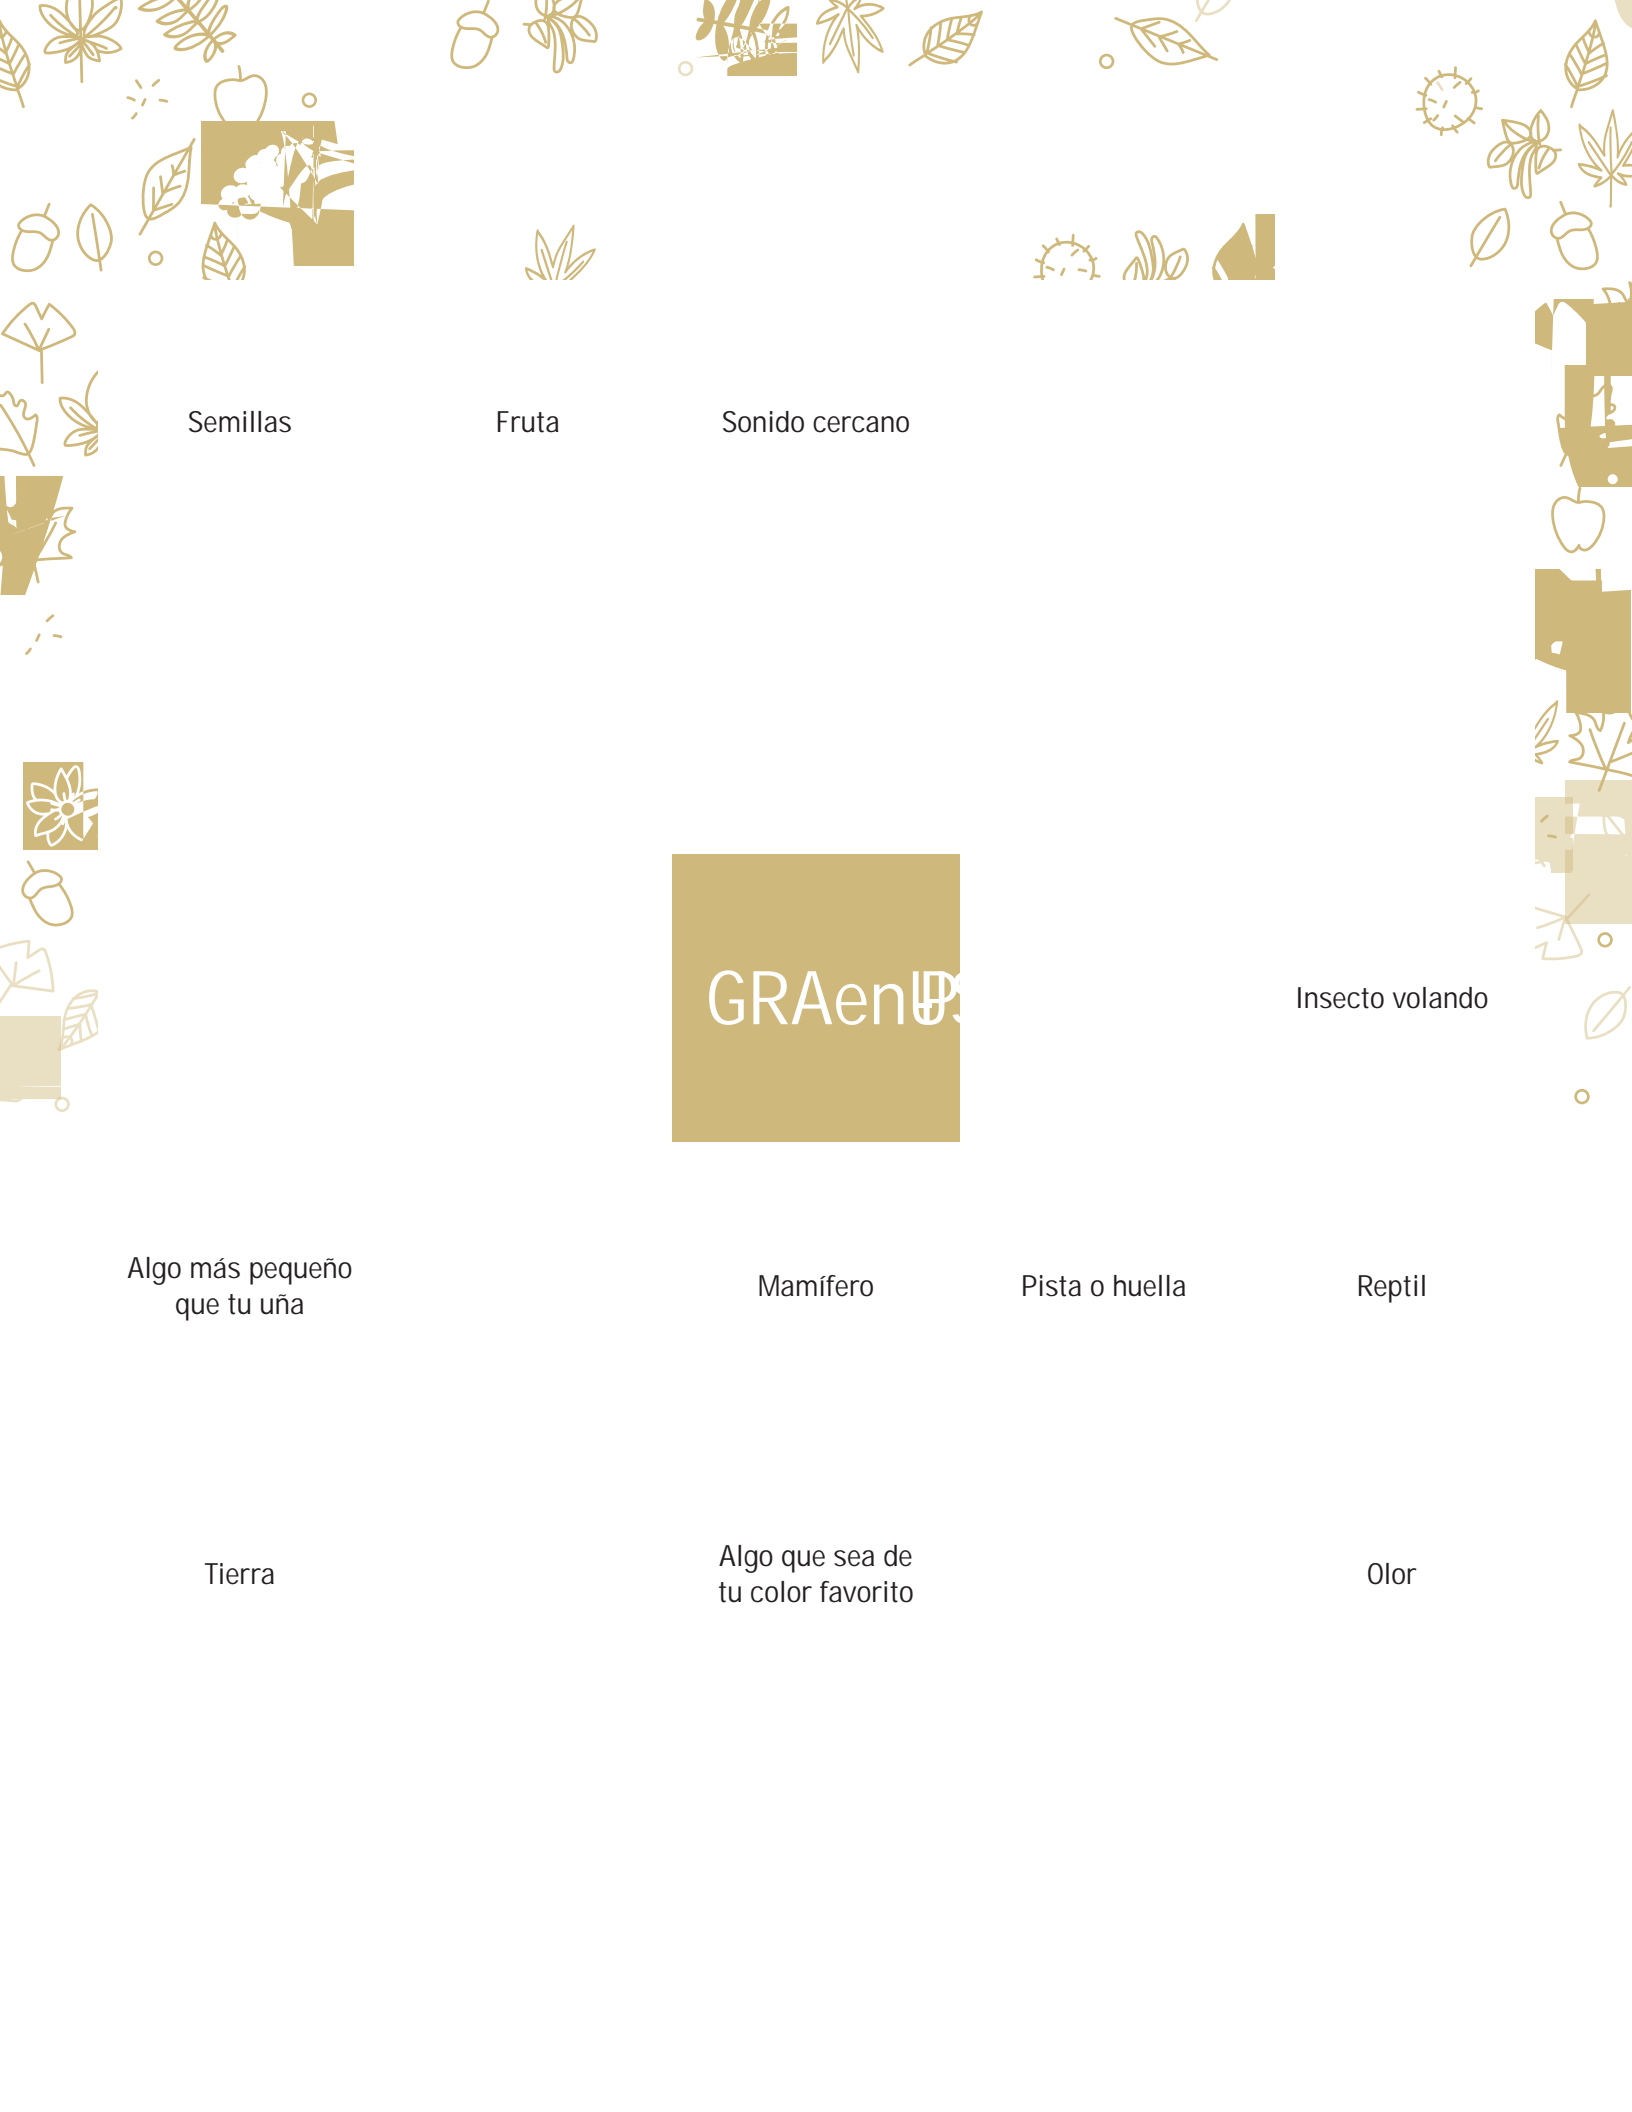 Semillas
Fruta
Sonido cercano
Insecto volando
Algo más pequeño
que tu uña
Mamífero
Pista o huella
Reptil
Tierra
Algo que sea de
tu color favorito
Olor